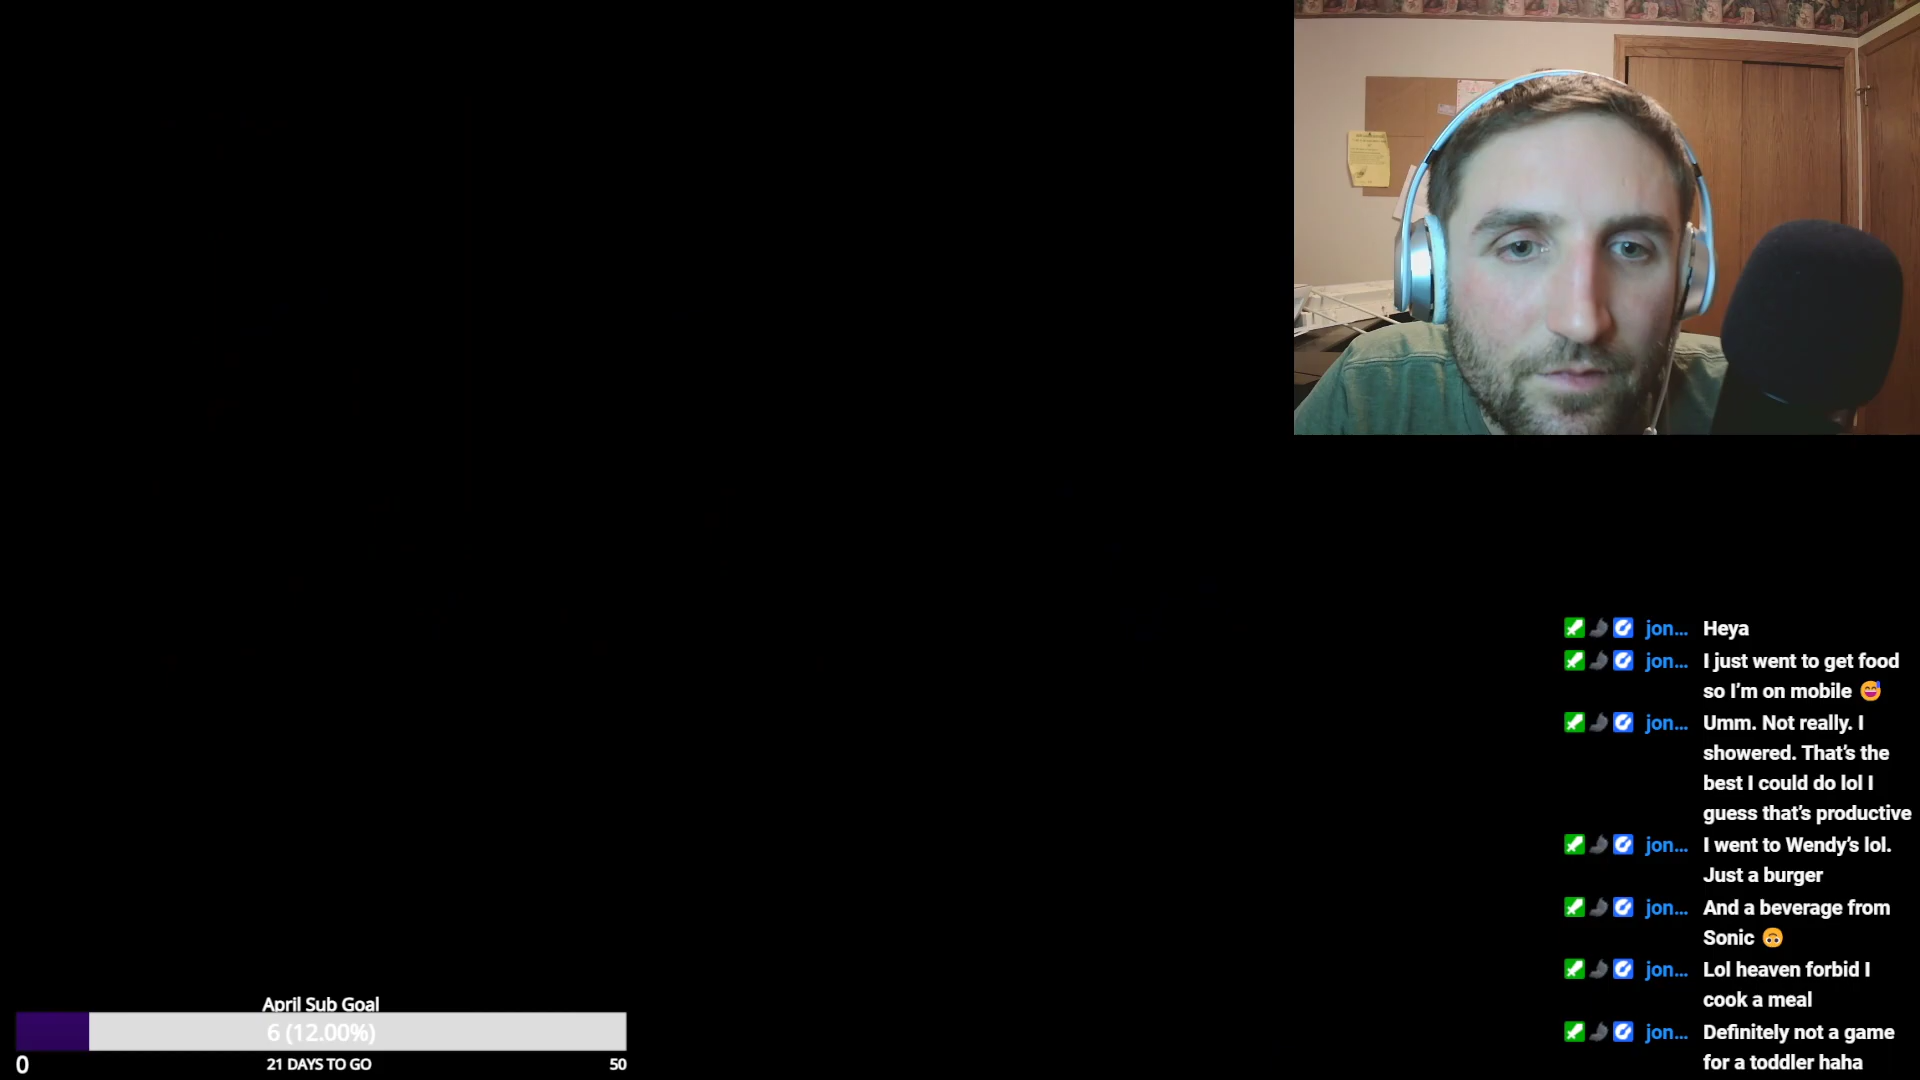 jon... Heya
jon... I just went to get food
so I'm on mobile 😅
jon... Umm. Not really. I
showered. That's the
best I could do lol I
guess that's productive
jon... I went to Wendy's lol.
Just a burger
jon... And a beverage from
Sonic 🙃
jon... Lol heaven forbid I
cook a meal
jon... Definitely not a game
for a toddler haha
April Sub Goal
6 (12.00%)
0 21 DAYS TO GO 50